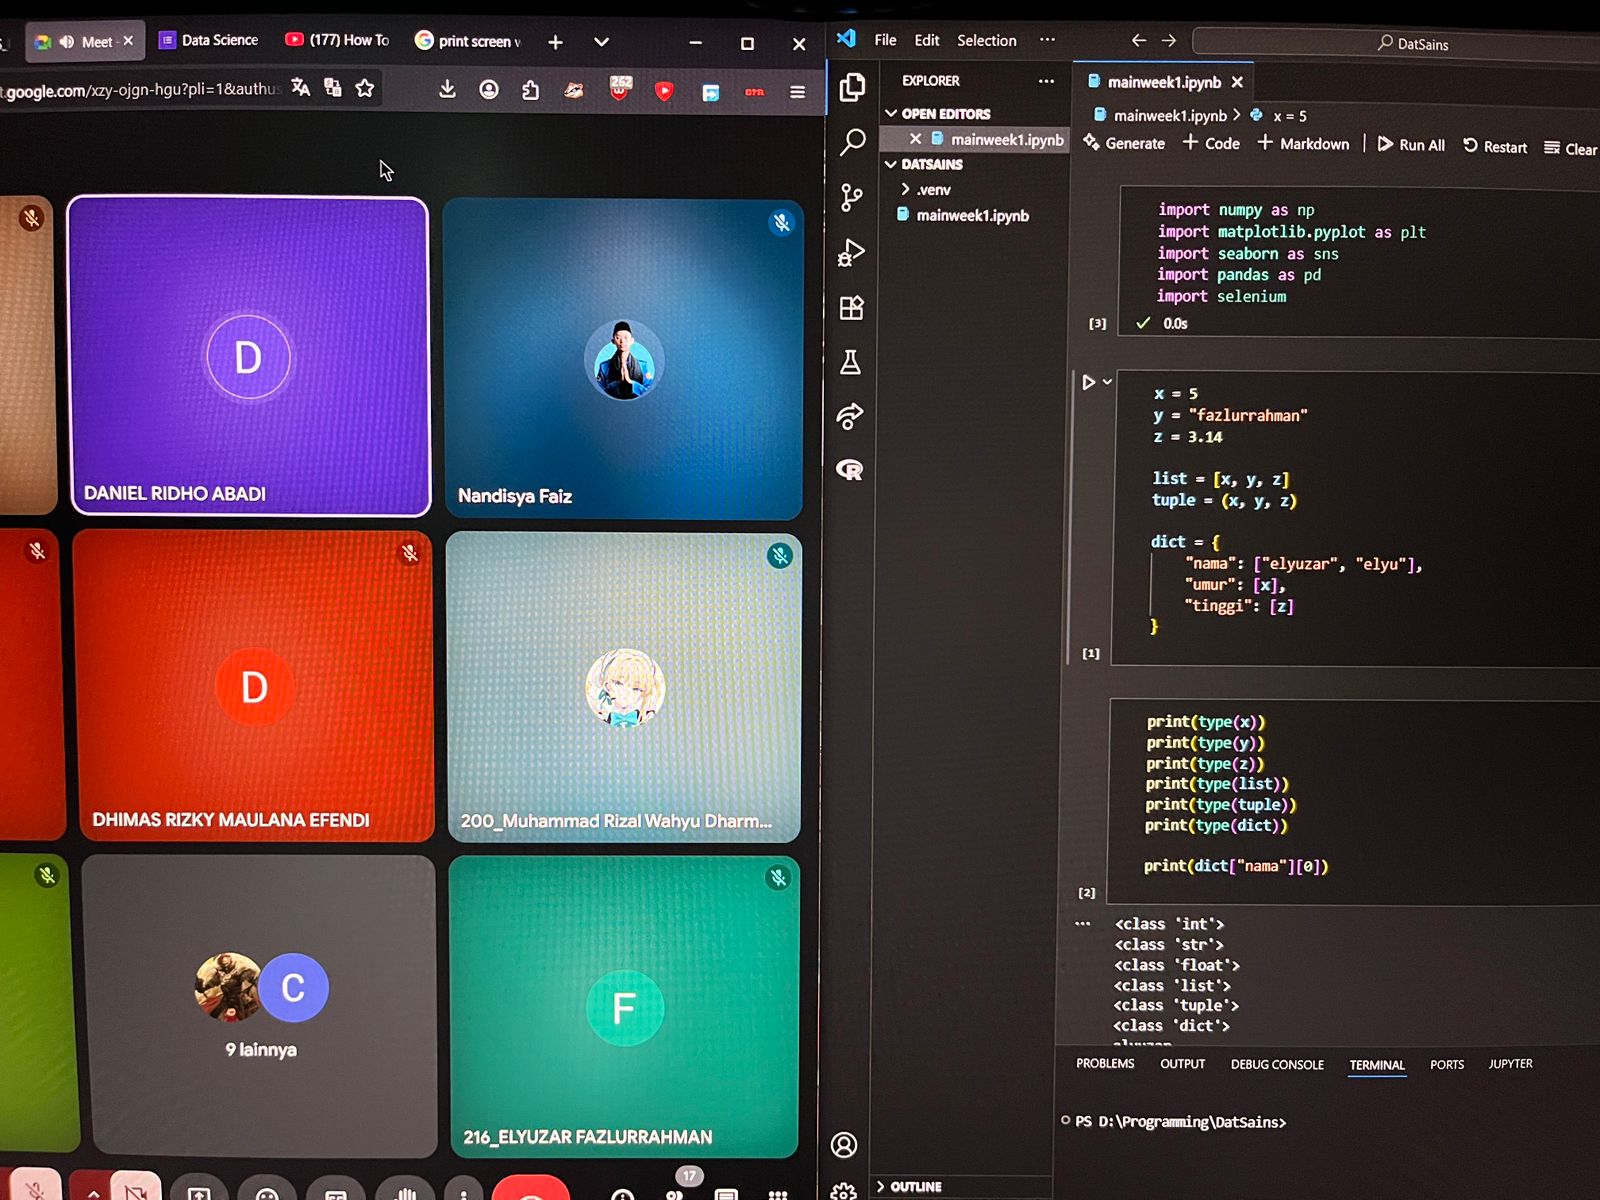 Meet
Data Science
(177) How To
print screen
.google.com/xzy-ojgn-hgu?pli=1&authus
262
DANIEL RIDHO ABADI
Nandisya Faiz
DHIMAS RIZKY MAULANA EFENDI
200_Muhammad Rizal Wahyu Dharm...
9 lainnya
216_ELYUZAR FAZLURRAHMAN
D
D
C
F
17
File Edit Selection ...
DatSains
EXPLORER ...
OPEN EDITORS
mainweek1.ipynb
DATSAINS
.venv
mainweek1.ipynb
OUTLINE
mainweek1.ipynb
mainweek1.ipynb > x = 5
Generate + Code + Markdown | Run All Restart Clear
import numpy as np
import matplotlib.pyplot as plt
import seaborn as sns
import pandas as pd
import selenium
[3] 0.0s
x = 5
y = "fazlurrahman"
z = 3.14
list = [x, y, z]
tuple = (x, y, z)
dict = {
"nama": ["elyuzar", "elyu"],
"umur": [x],
"tinggi": [z]
}
[1]
print(type(x))
print(type(y))
print(type(z))
print(type(list))
print(type(tuple))
print(type(dict))
print(dict["nama"][0])
[2]
... <class 'int'>
<class 'str'>
<class 'float'>
<class 'list'>
<class 'tuple'>
<class 'dict'>
elyuzar
PROBLEMS OUTPUT DEBUG CONSOLE TERMINAL PORTS JUPYTER
PS D:\Programming\DatSains>